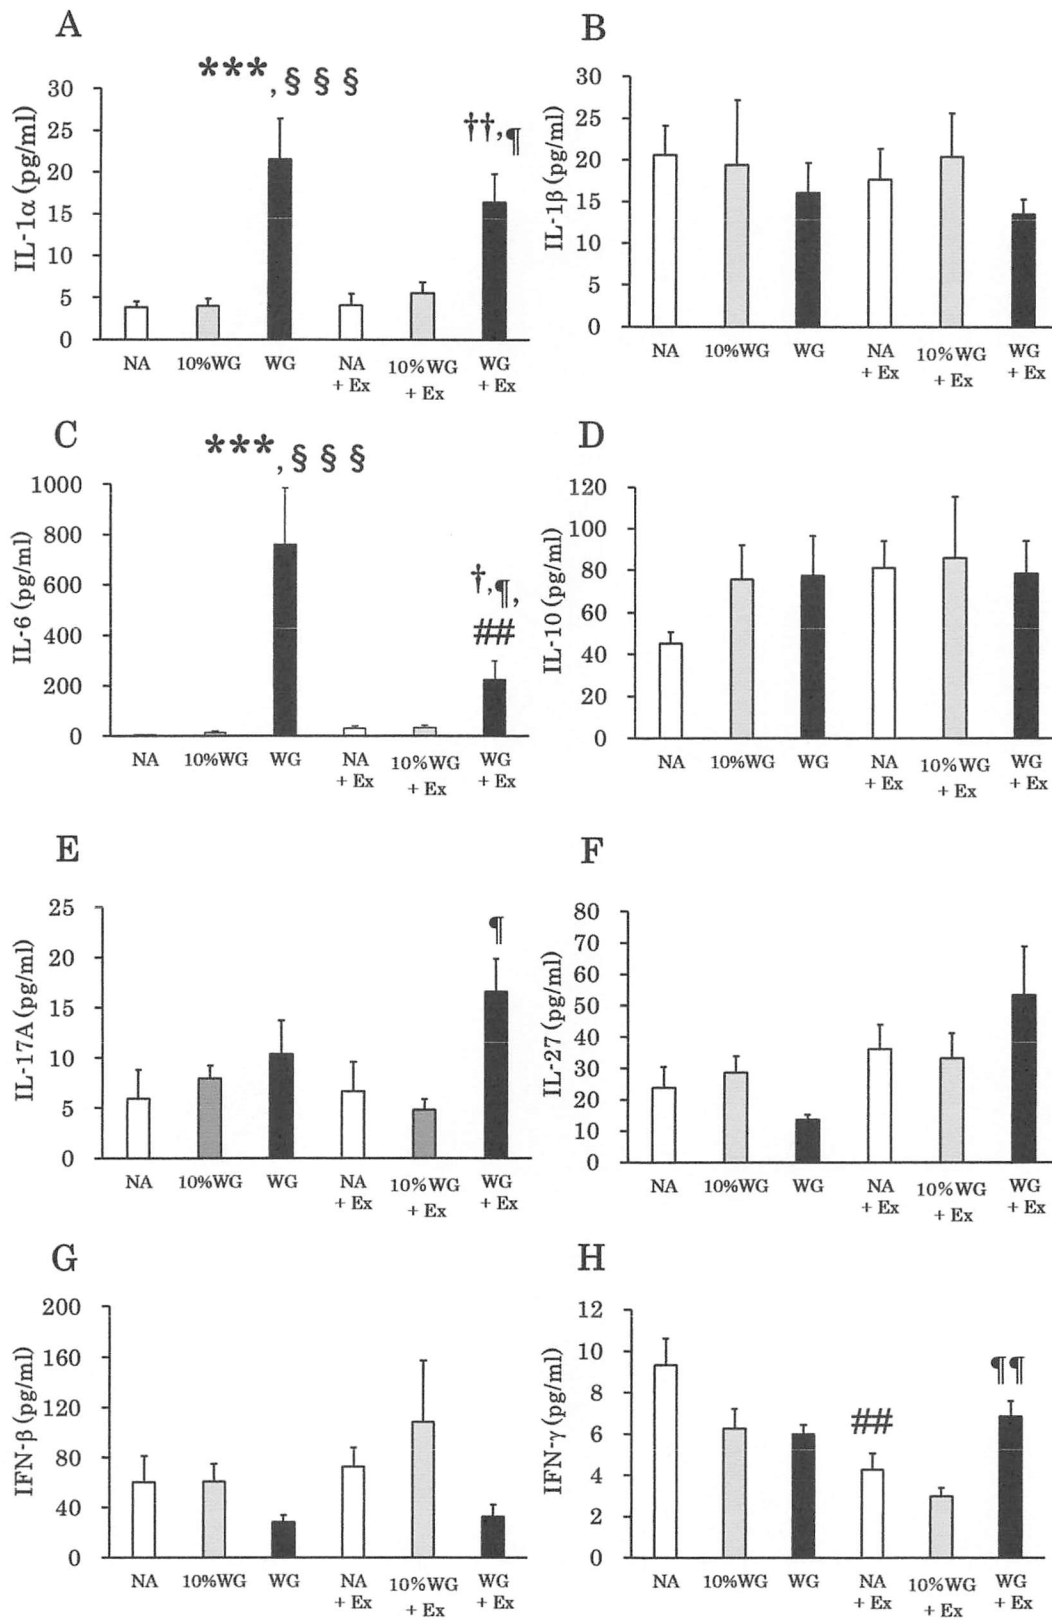 A
***, § § §
††, ¶
IL-1α (pg/ml)
30
25
20
15
10
5
0
NA 10%WG WG NA 10%WG WG
+ Ex + Ex + Ex
B
IL-1β (pg/ml)
30
25
20
15
10
5
0
NA 10%WG WG NA 10%WG WG
+ Ex + Ex + Ex
C
***, § § §
†, ¶,
##
IL-6 (pg/ml)
1000
800
600
400
200
0
NA 10%WG WG NA 10%WG WG
+ Ex + Ex + Ex
D
IL-10 (pg/ml)
120
100
80
60
40
20
0
NA 10%WG WG NA 10%WG WG
+ Ex + Ex + Ex
E
¶
IL-17A (pg/ml)
25
20
15
10
5
0
NA 10%WG WG NA 10%WG WG
+ Ex + Ex + Ex
F
IL-27 (pg/ml)
80
70
60
50
40
30
20
10
0
NA 10%WG WG NA 10%WG WG
+ Ex + Ex + Ex
G
IFN-β (pg/ml)
200
160
120
80
40
0
NA 10%WG WG NA 10%WG WG
+ Ex + Ex + Ex
H
##
¶¶
IFN-γ (pg/ml)
12
10
8
6
4
2
0
NA 10%WG WG NA 10%WG WG
+ Ex + Ex + Ex